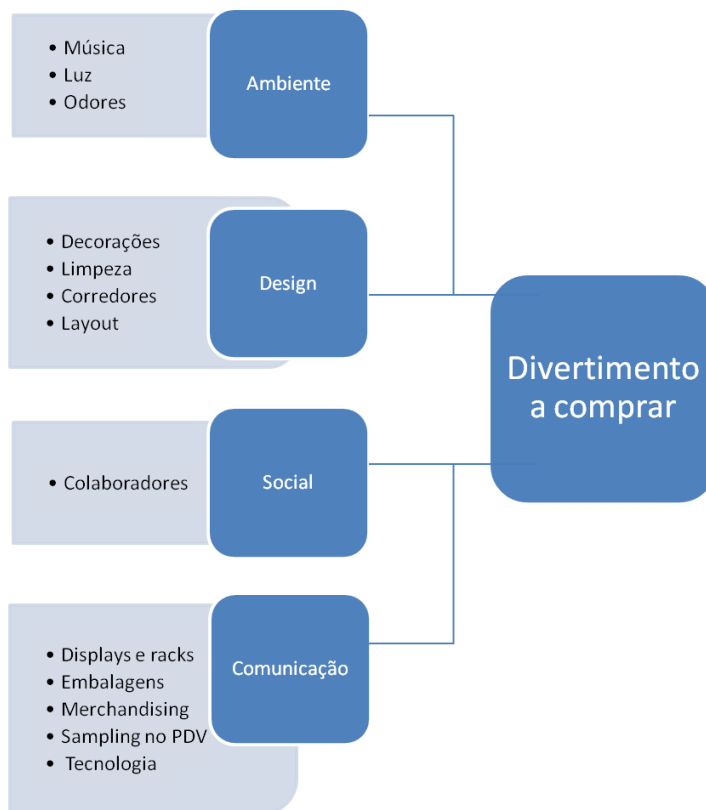 • Música
• Luz
• Odores
Ambiente
• Decorações
• Limpeza
• Corredores
• Layout
Design
• Colaboradores
Social
• Displays e racks
• Embalagens
• Merchandising
• Sampling no PDV
• Tecnologia
Comunicação
Divertimento
a comprar